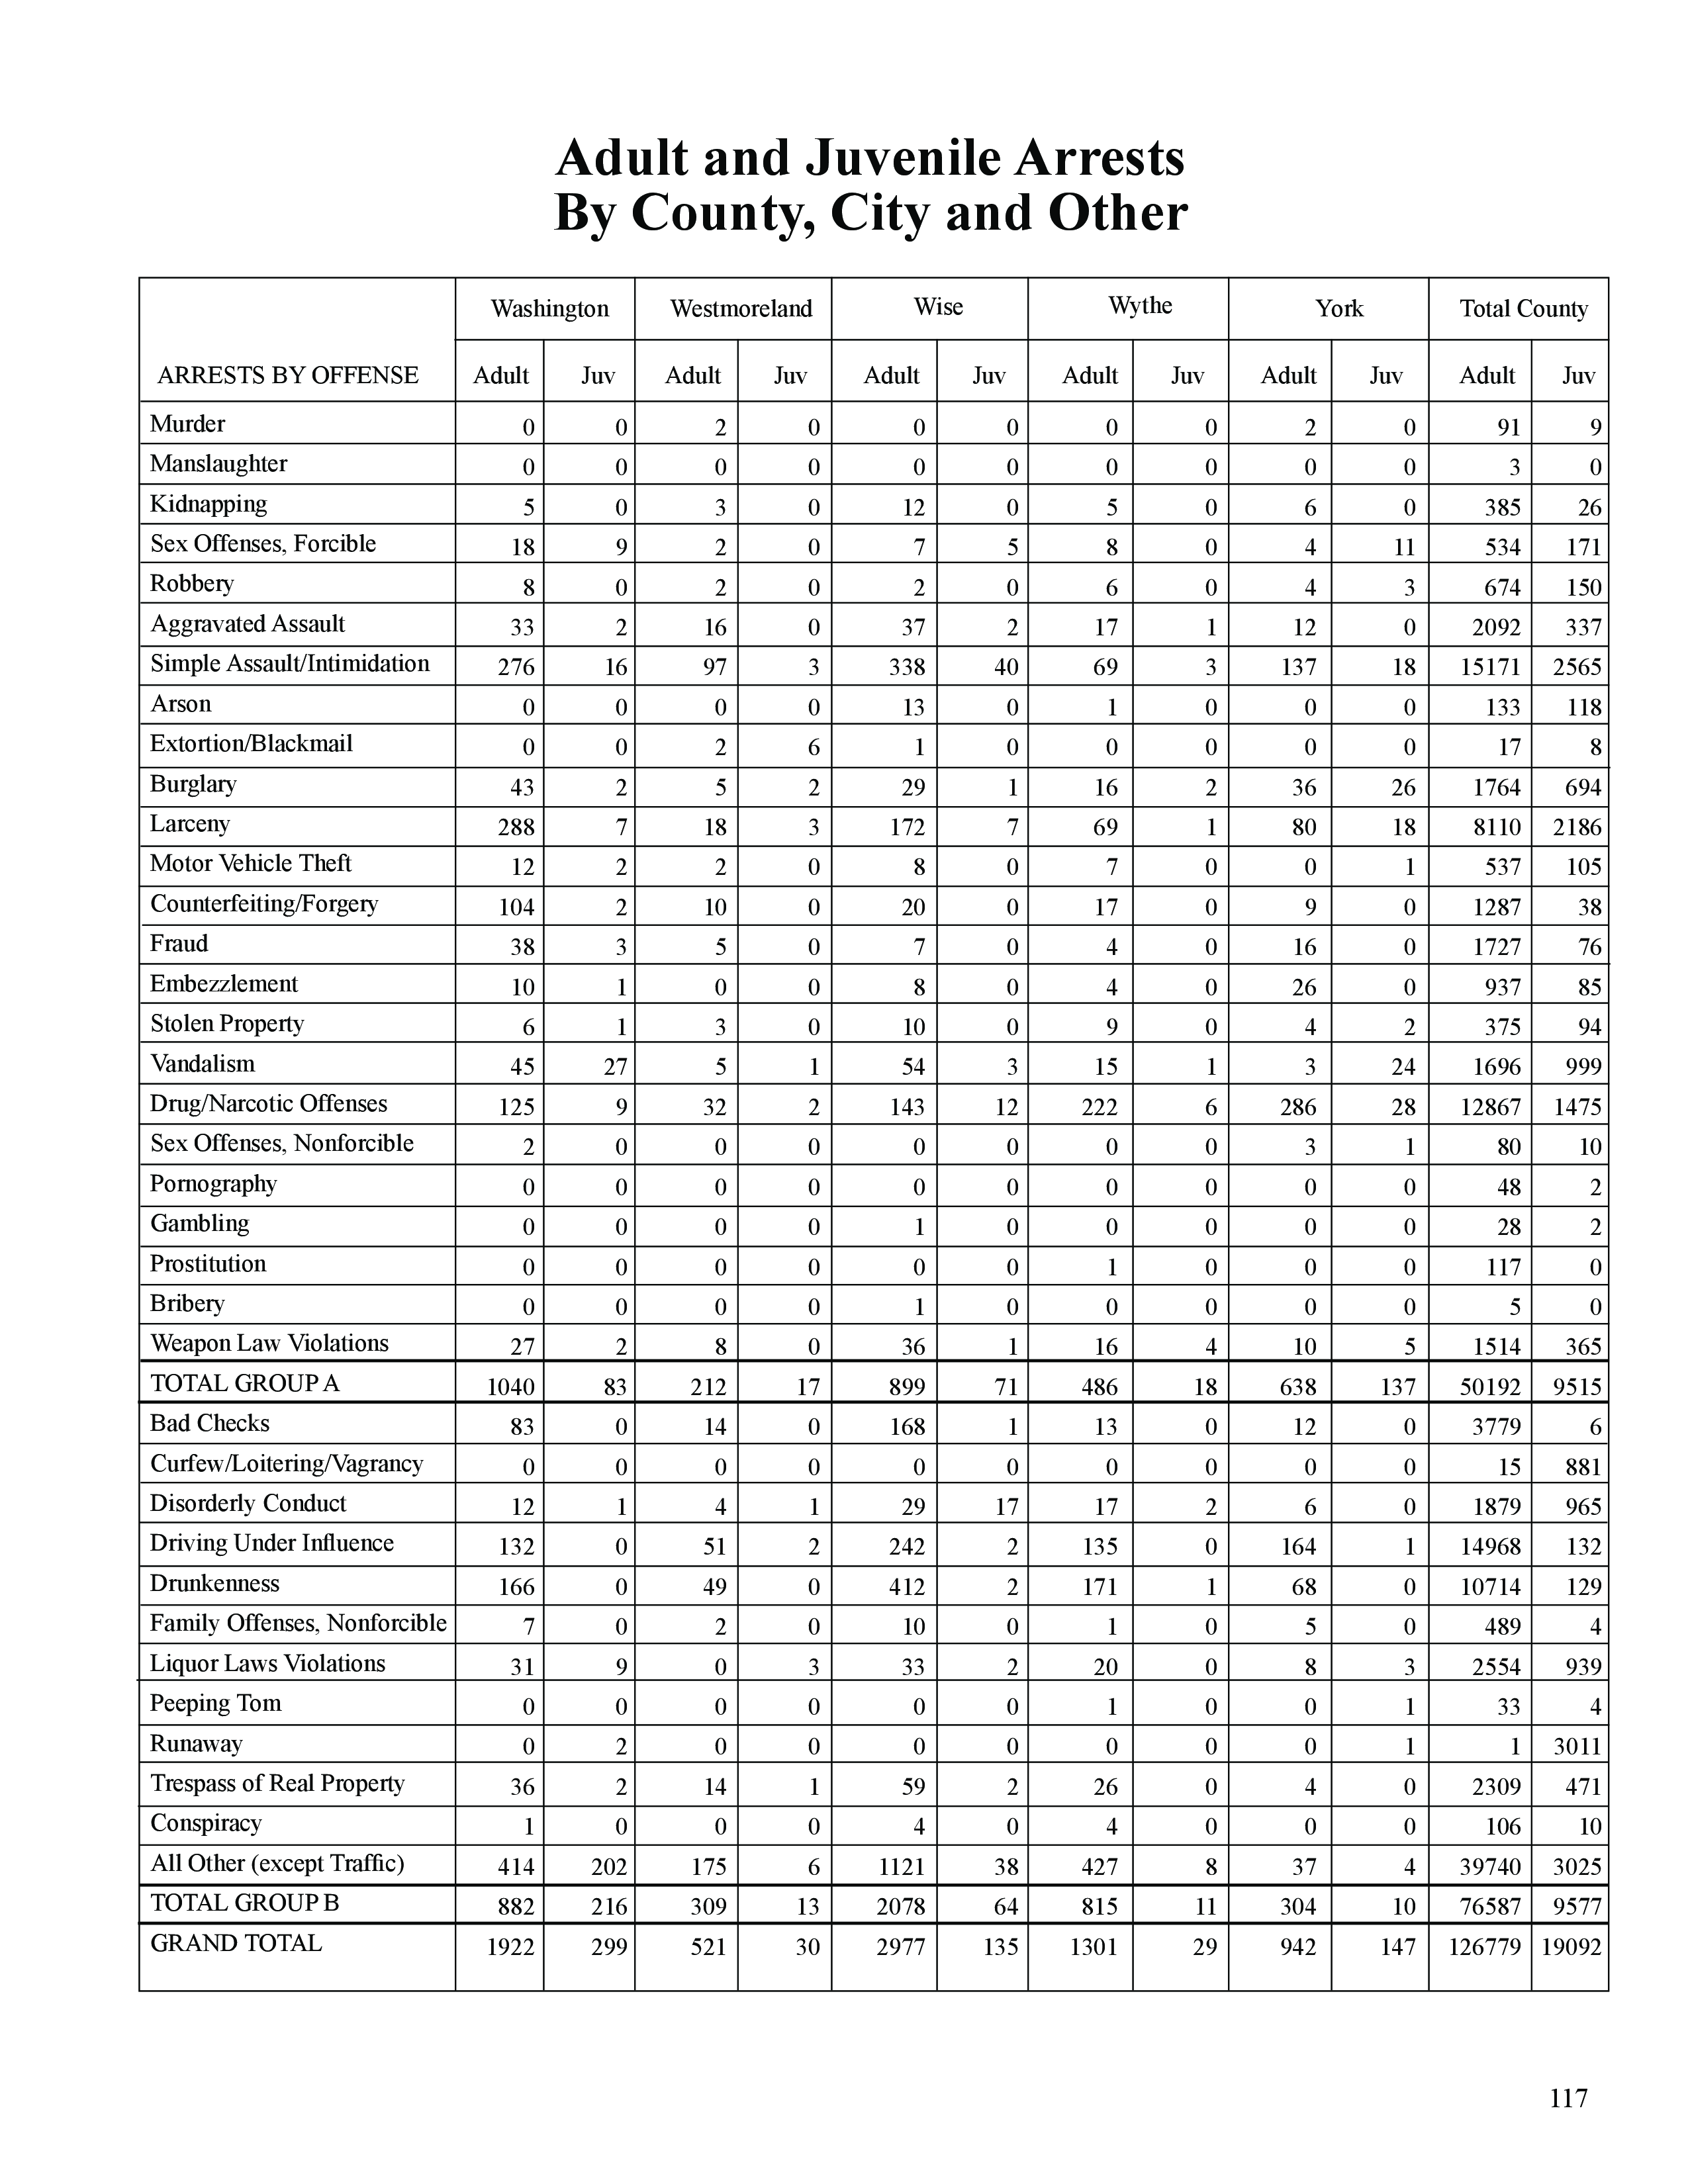 Adult and Juvenile Arrests
By County, City and Other
Washington Westmoreland Wise Wythe York Total County
ARRESTS BY OFFENSE Adult Juv Adult Juv Adult Juv Adult Juv Adult Juv Adult Juv
Murder 0 0 2 0 0 0 0 0 2 0 91 9
Manslaughter 0 0 0 0 0 0 0 0 0 0 3 0
Kidnapping 5 0 3 0 12 0 5 0 6 0 385 26
Sex Offenses, Forcible 18 9 2 0 7 5 8 0 4 11 534 171
Robbery 8 0 2 0 2 0 6 0 4 3 674 150
Aggravated Assault 33 2 16 0 37 2 17 1 12 0 2092 337
Simple Assault/Intimidation 276 16 97 3 338 40 69 3 137 18 15171 2565
Arson 0 0 0 0 13 0 1 0 0 0 133 118
Extortion/Blackmail 0 0 2 6 1 0 0 0 0 0 17 8
Burglary 43 2 5 2 29 1 16 2 36 26 1764 694
Larceny 288 7 18 3 172 7 69 1 80 18 8110 2186
Motor Vehicle Theft 12 2 2 0 8 0 7 0 0 1 537 105
Counterfeiting/Forgery 104 2 10 0 20 0 17 0 9 0 1287 38
Fraud 38 3 5 0 7 0 4 0 16 0 1727 76
Embezzlement 10 1 0 0 8 0 4 0 26 0 937 85
Stolen Property 6 1 3 0 10 0 9 0 4 2 375 94
Vandalism 45 27 5 1 54 3 15 1 3 24 1696 999
Drug/Narcotic Offenses 125 9 32 2 143 12 222 6 286 28 12867 1475
Sex Offenses, Nonforcible 2 0 0 0 0 0 0 0 3 1 80 10
Pornography 0 0 0 0 0 0 0 0 0 0 48 2
Gambling 0 0 0 0 1 0 0 0 0 0 28 2
Prostitution 0 0 0 0 0 0 1 0 0 0 117 0
Bribery 0 0 0 0 1 0 0 0 0 0 5 0
Weapon Law Violations 27 2 8 0 36 1 16 4 10 5 1514 365
TOTAL GROUP A 1040 83 212 17 899 71 486 18 638 137 50192 9515
Bad Checks 83 0 14 0 168 1 13 0 12 0 3779 6
Curfew/Loitering/Vagrancy 0 0 0 0 0 0 0 0 0 0 15 881
Disorderly Conduct 12 1 4 1 29 17 17 2 6 0 1879 965
Driving Under Influence 132 0 51 2 242 2 135 0 164 1 14968 132
Drunkenness 166 0 49 0 412 2 171 1 68 0 10714 129
Family Offenses, Nonforcible 7 0 2 0 10 0 1 0 5 0 489 4
Liquor Laws Violations 31 9 0 3 33 2 20 0 8 3 2554 939
Peeping Tom 0 0 0 0 0 0 1 0 0 1 33 4
Runaway 0 2 0 0 0 0 0 0 0 1 1 3011
Trespass of Real Property 36 2 14 1 59 2 26 0 4 0 2309 471
Conspiracy 1 0 0 0 4 0 4 0 0 0 106 10
All Other (except Traffic) 414 202 175 6 1121 38 427 8 37 4 39740 3025
TOTAL GROUP B 882 216 309 13 2078 64 815 11 304 10 76587 9577
GRAND TOTAL 1922 299 521 30 2977 135 1301 29 942 147 126779 19092
117